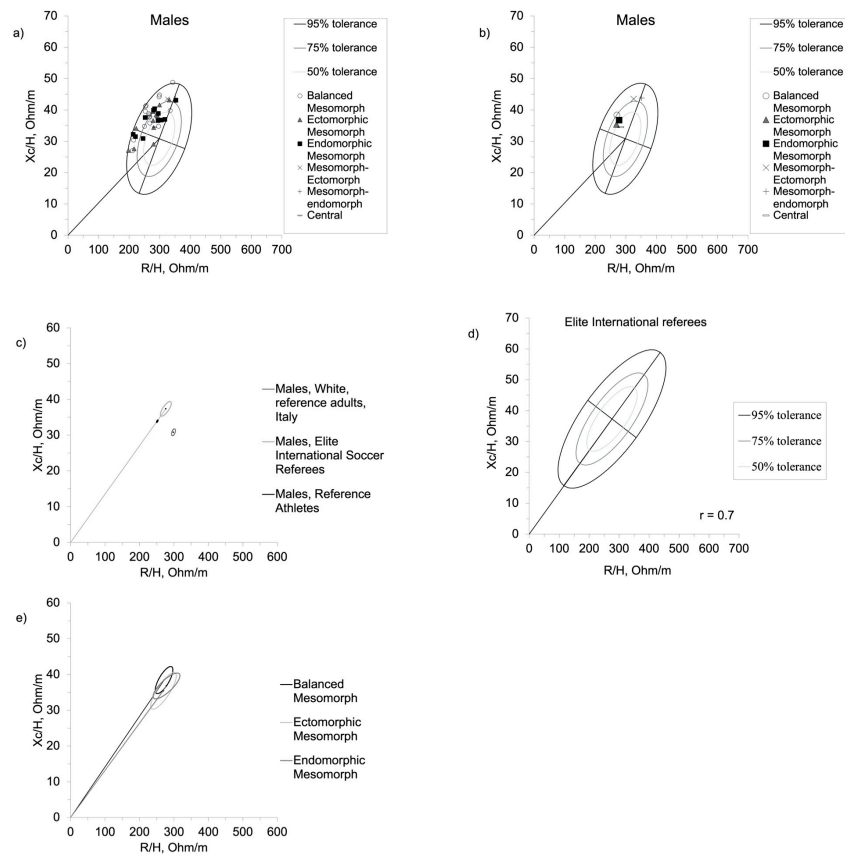 a)
Males
Xc/H, Ohm/m
70
60
50
40
30
20
10
0
0 100 200 300 400 500 600 700
R/H, Ohm/m
95% tolerance
75% tolerance
50% tolerance
Balanced
Mesomorph
Ectomorphic
Mesomorph
Endomorphic
Mesomorph
Mesomorph-
Ectomorph
Mesomorph-
endomorph
Central
b)
Males
Xc/H, Ohm/m
70
60
50
40
30
20
10
0
0 100 200 300 400 500 600 700
R/H, Ohm/m
95% tolerance
75% tolerance
50% tolerance
Balanced
Mesomorph
Ectomorphic
Mesomorph
Endomorphic
Mesomorph
Mesomorph-
Ectomorph
Mesomorph-
endomorph
Central
c)
Xc/H, Ohm/m
60
50
40
30
20
10
0
0 100 200 300 400 500 600
R/H, Ohm/m
Males, White,
reference adults,
Italy
Males, Elite
International Soccer
Referees
Males, Reference
Athletes
d)
Elite International referees
Xc/H, Ohm/m
70
60
50
40
30
20
10
0
0 100 200 300 400 500 600 700
R/H, Ohm/m
r = 0.7
95% tolerance
75% tolerance
50% tolerance
e)
Xc/H, Ohm/m
60
50
40
30
20
10
0
0 100 200 300 400 500 600
R/H, Ohm/m
Balanced
Mesomorph
Ectomorphic
Mesomorph
Endomorphic
Mesomorph